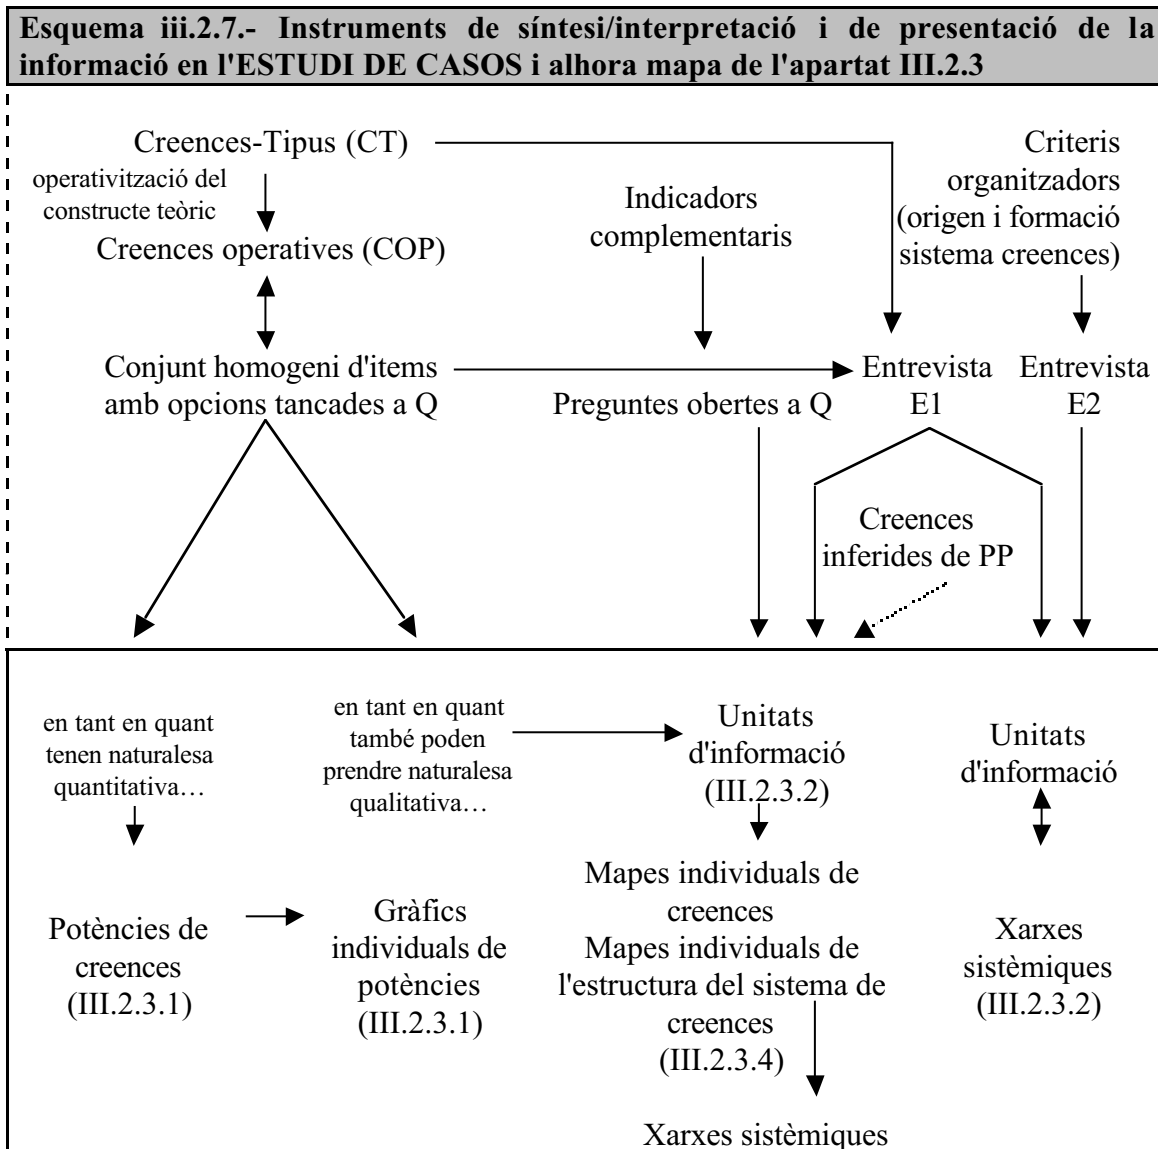 Esquema iii.2.7.- Instruments de síntesi/interpretació i de presentació de la
informació en l'ESTUDI DE CASOS i alhora mapa de l'apartat III.2.3
Creences-Tipus (CT)
operativització del
constructe teòric
Creences operatives (COP)
Indicadors
complementaris
Criteris
organitzadors
(origen i formació
sistema creences)
Conjunt homogeni d'items
amb opcions tancades a Q
Preguntes obertes a Q
Entrevista
E1
Entrevista
E2
Creences
inferides de PP
en tant en quant
tenen naturalesa
quantitativa…
en tant en quant
també poden
prendre naturalesa
qualitativa…
Unitats
d'informació
(III.2.3.2)
Unitats
d'informació
Potències de
creences
(III.2.3.1)
Gràfics
individuals de
potències
(III.2.3.1)
Mapes individuals de
creences
Mapes individuals de
l'estructura del sistema de
creences
(III.2.3.4)
Xarxes
sistèmiques
(III.2.3.2)
Xarxes sistèmiques